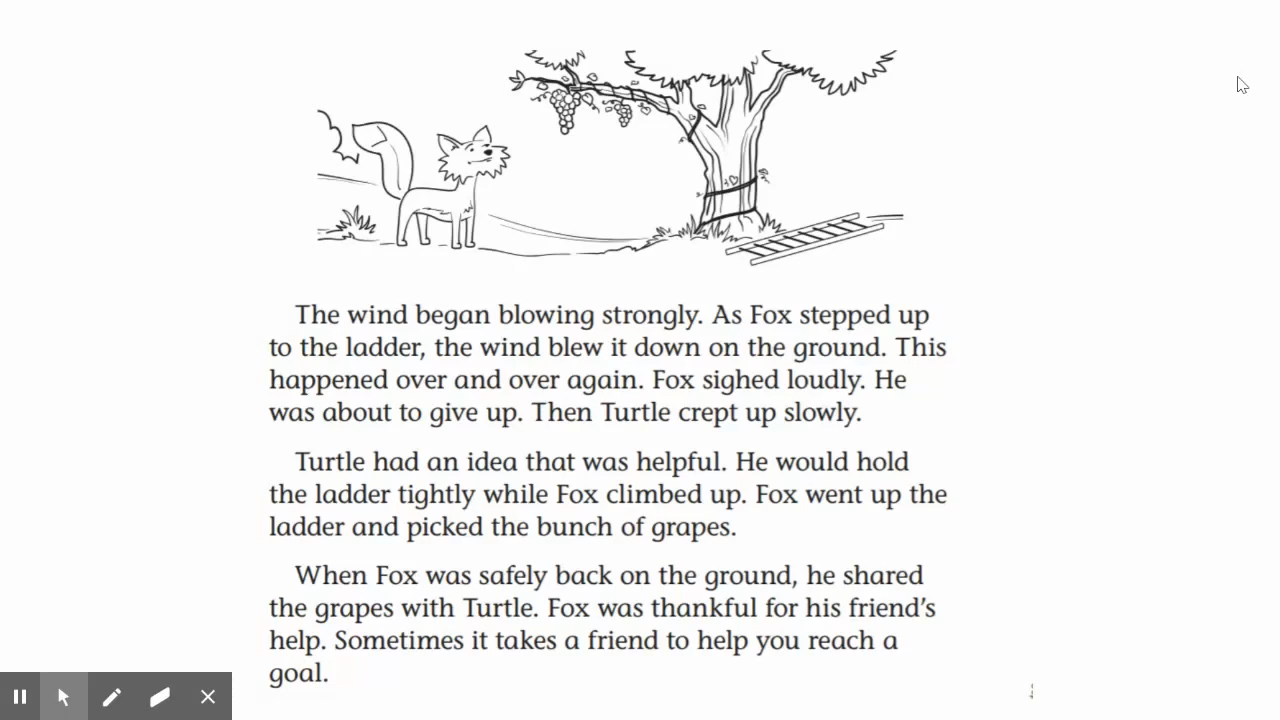 The wind began blowing strongly. As Fox stepped up
to the ladder, the wind blew it down on the ground. This
happened over and over again. Fox sighed loudly. He
was about to give up. Then Turtle crept up slowly.
Turtle had an idea that was helpful. He would hold
the ladder tightly while Fox climbed up. Fox went up the
ladder and picked the bunch of grapes.
When Fox was safely back on the ground, he shared
the grapes with Turtle. Fox was thankful for his friend’s
help. Sometimes it takes a friend to help you reach a
goal.